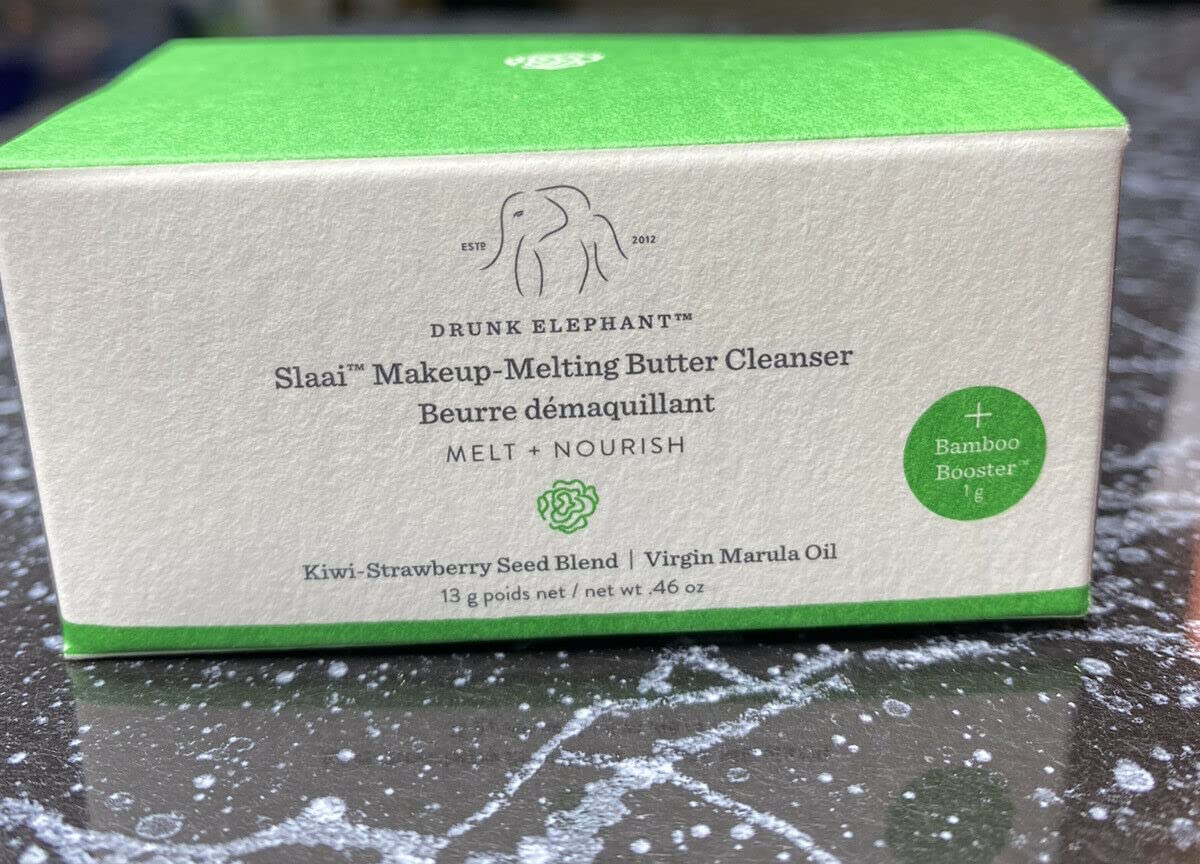 ESTD 2012
DRUNK ELEPHANT™
Slaai™ Makeup-Melting Butter Cleanser
Beurre démaquillant
MELT + NOURISH
+
Bamboo
Booster™
1 g
Kiwi-Strawberry Seed Blend | Virgin Marula Oil
13 g poids net / net wt .46 oz